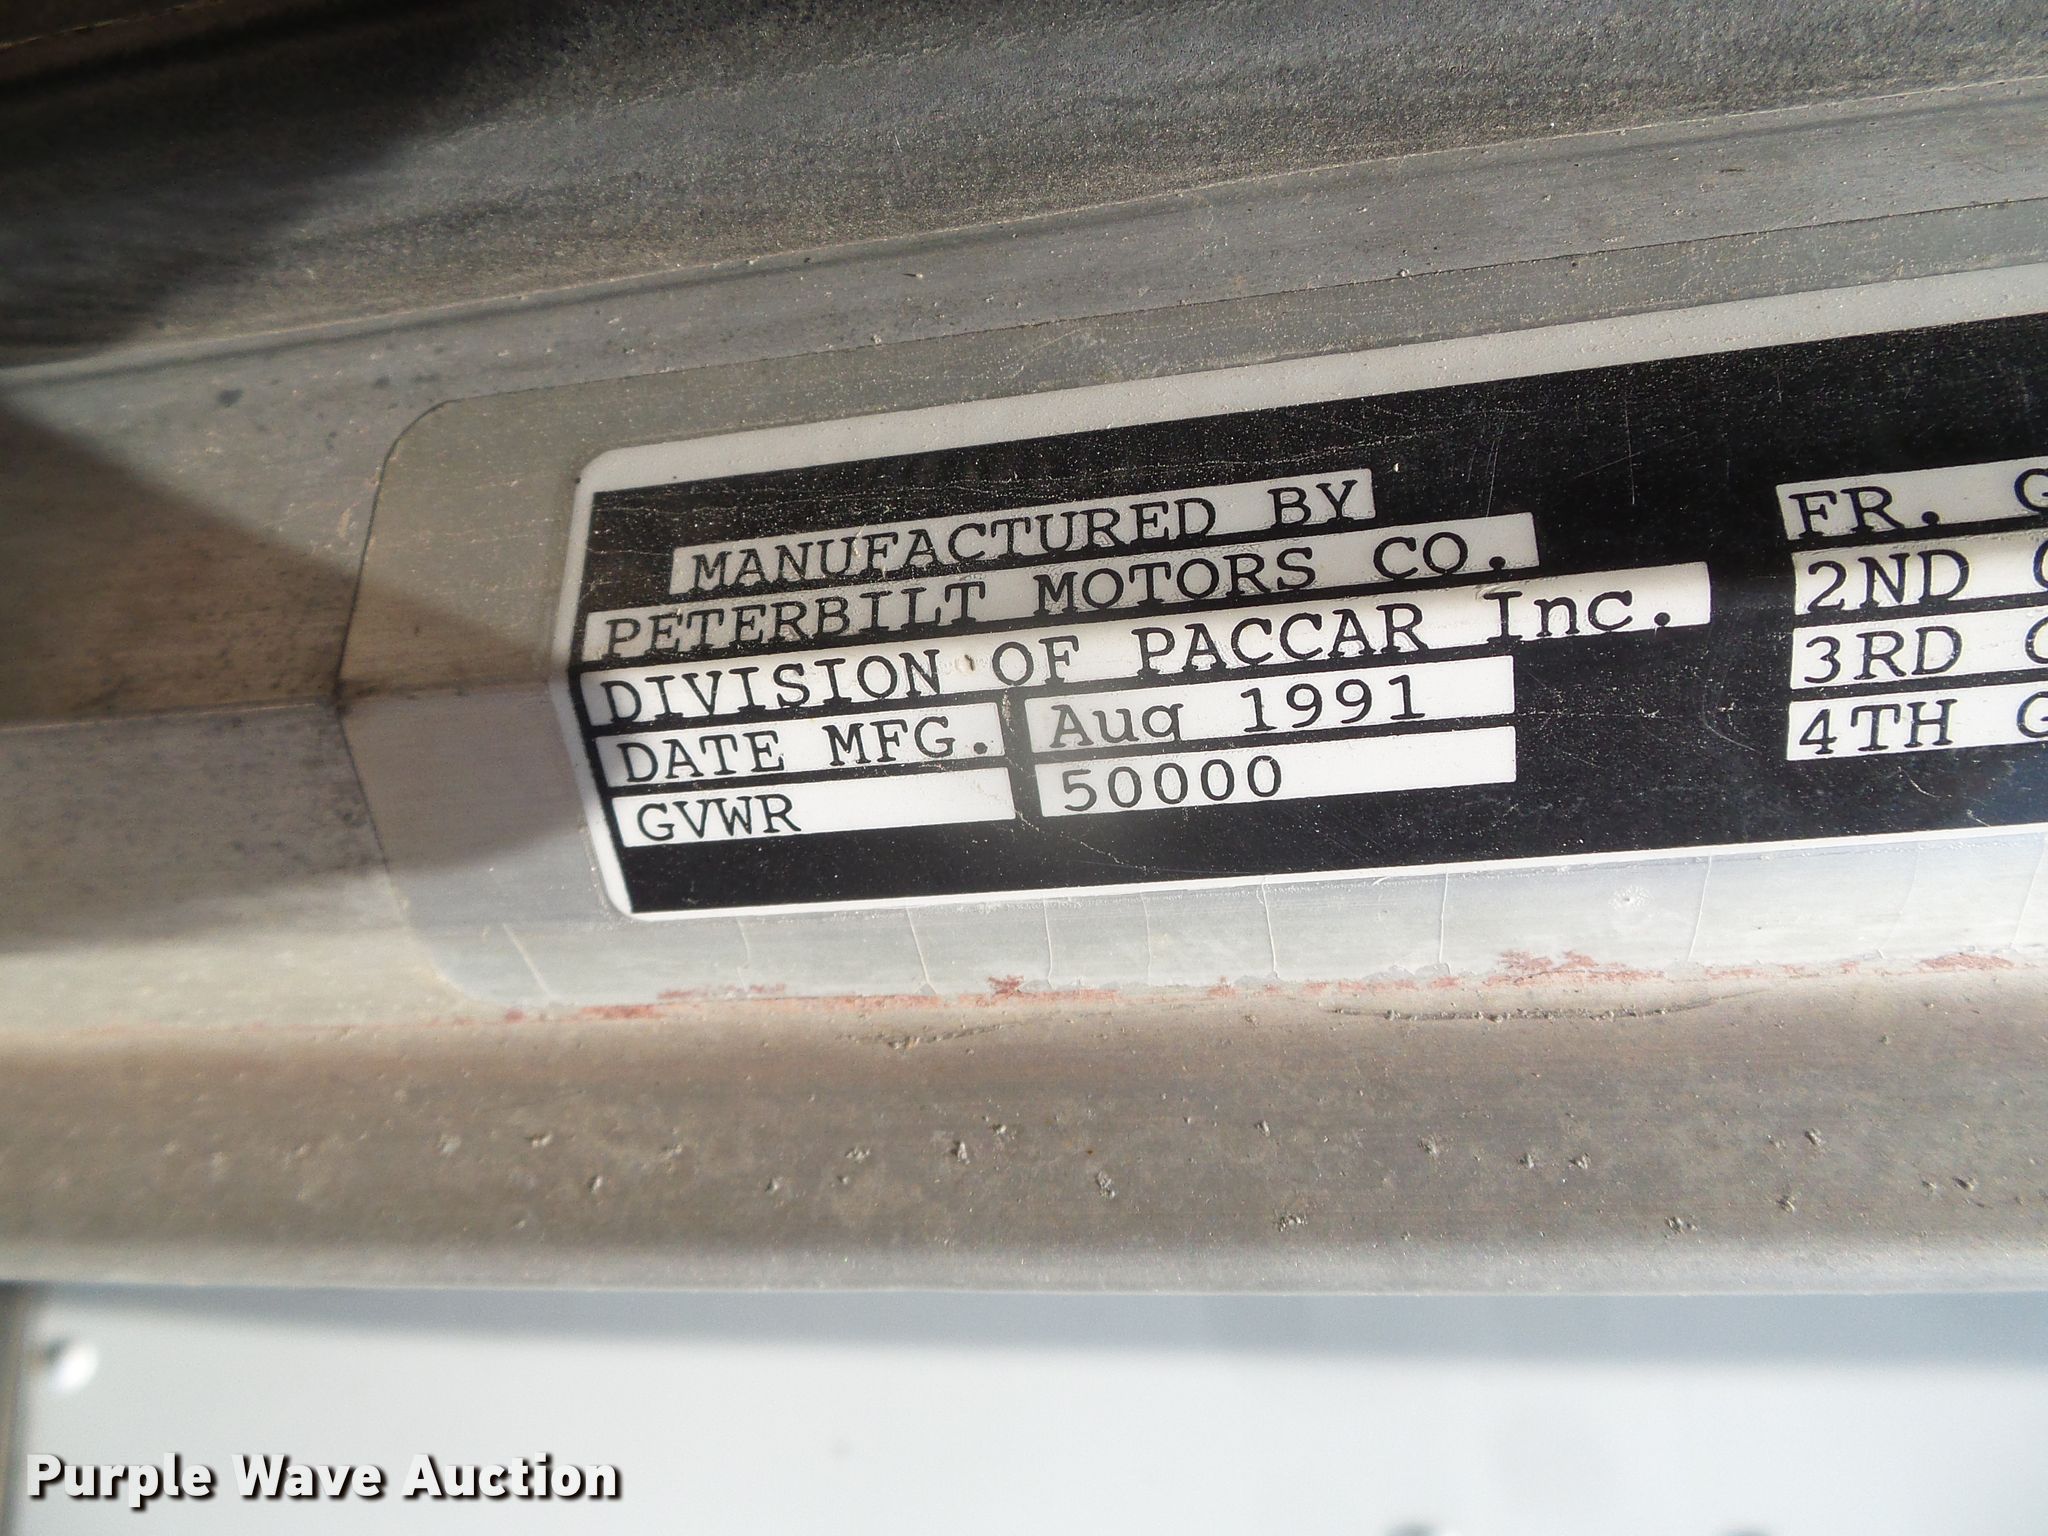 MANUFACTURED BY
PETERBILT MOTORS CO.
DIVISION OF PACCAR Inc.
DATE MFG. Aug 1991
GVWR 50000
FR. G
2ND
3RD
4TH G
Purple Wave Auction